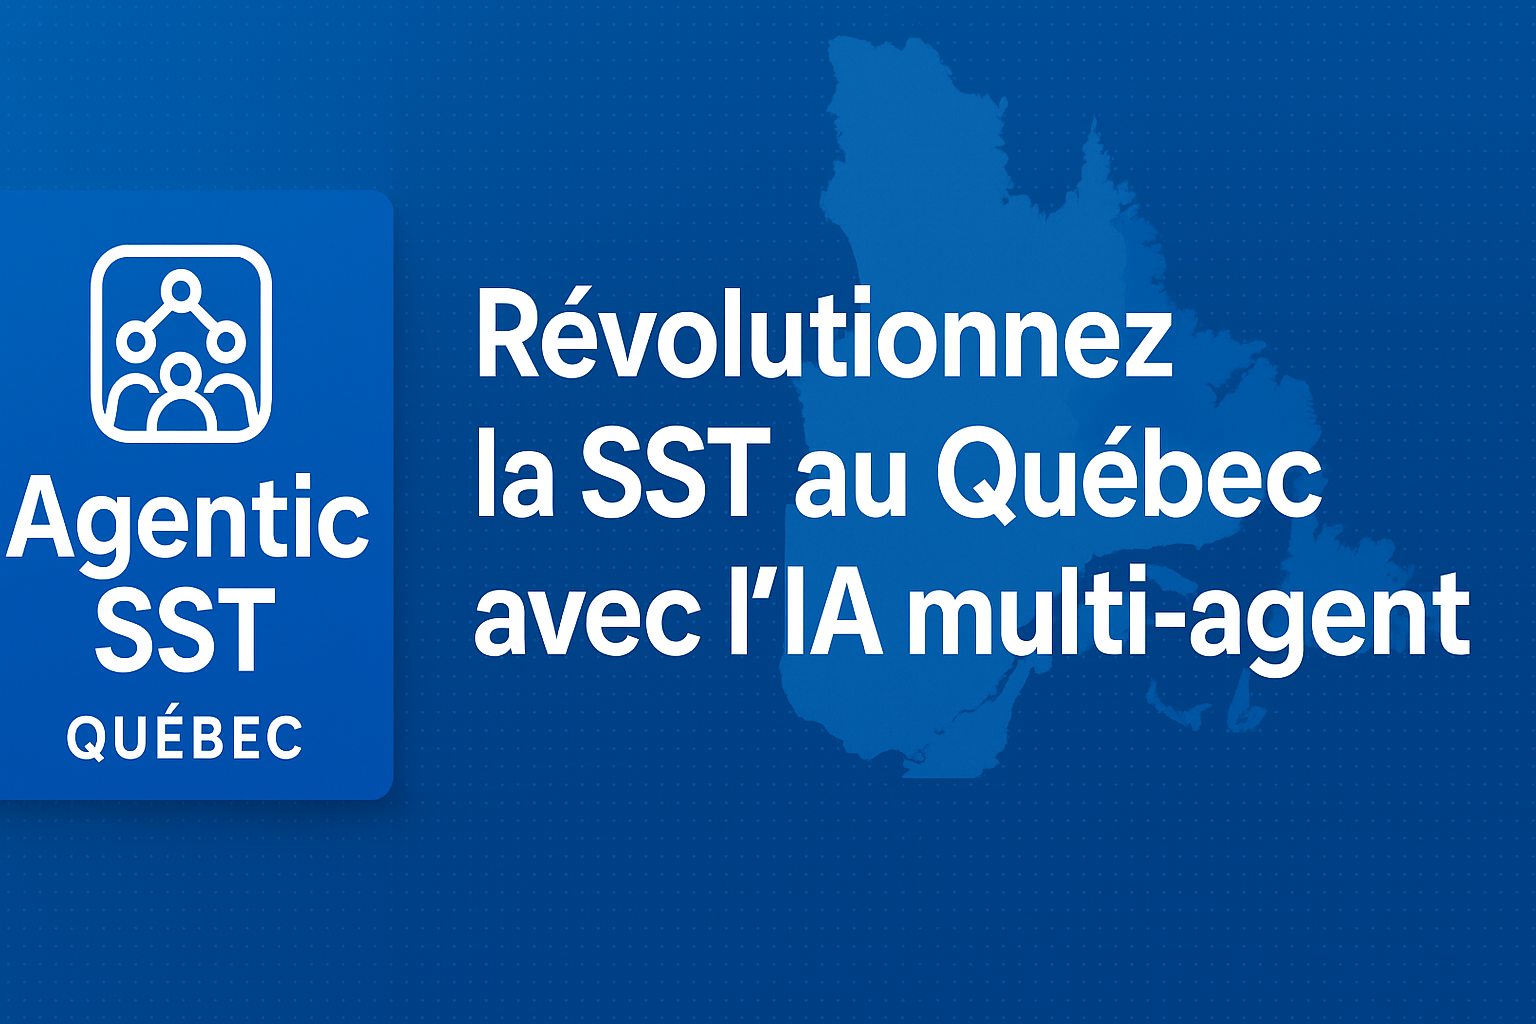 Agentic
SST
QUÉBEC
Révolutionnez
la SST au Québec
avec l’IA multi-agent